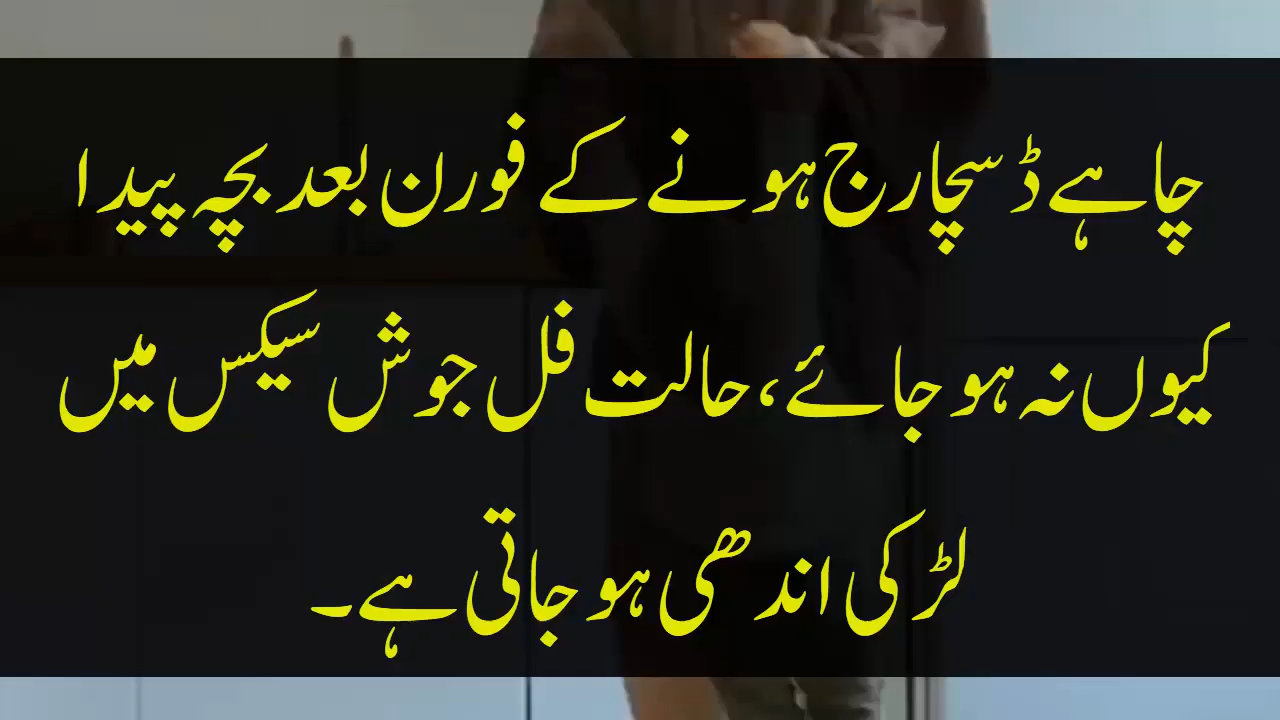 چاہے ڈسچارج ہونے کے فورن بعد بچہ پیدا
کیوں نہ ہو جائے، حالت فل جوش سیکس میں
لڑکی اندھی ہو جاتی ہے۔